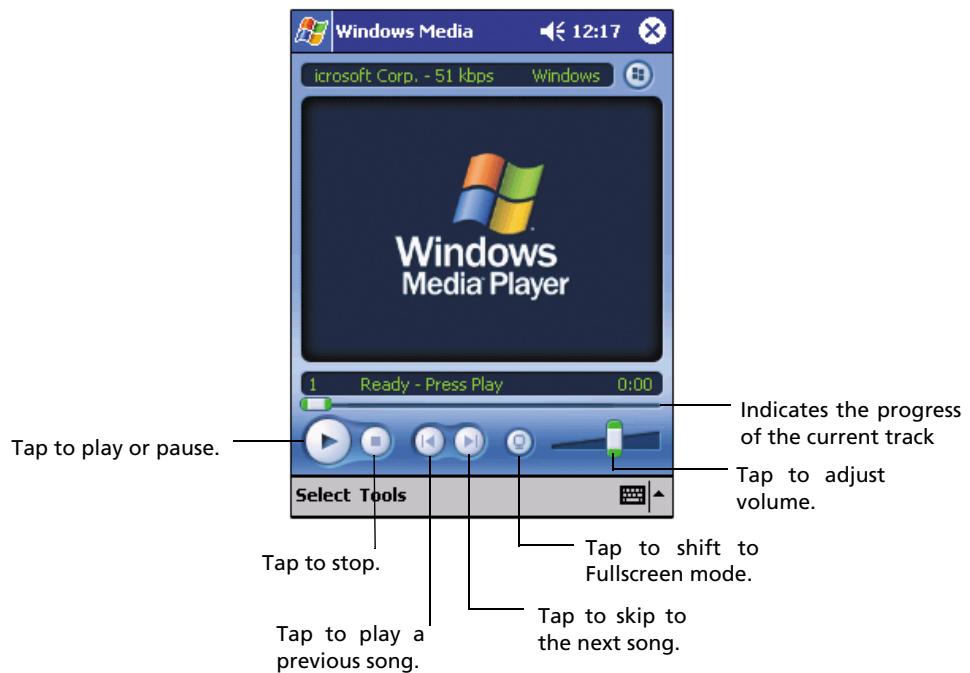 Windows Media 12:17
icrosoft Corp. - 51 kbps Windows
Windows
Media Player
1 Ready - Press Play 0:00
Indicates the progress
of the current track
Tap to play or pause.
Tap to adjust
volume.
Select Tools
Tap to stop.
Tap to shift to
Fullscreen mode.
Tap to skip to
the next song.
Tap to play a
previous song.